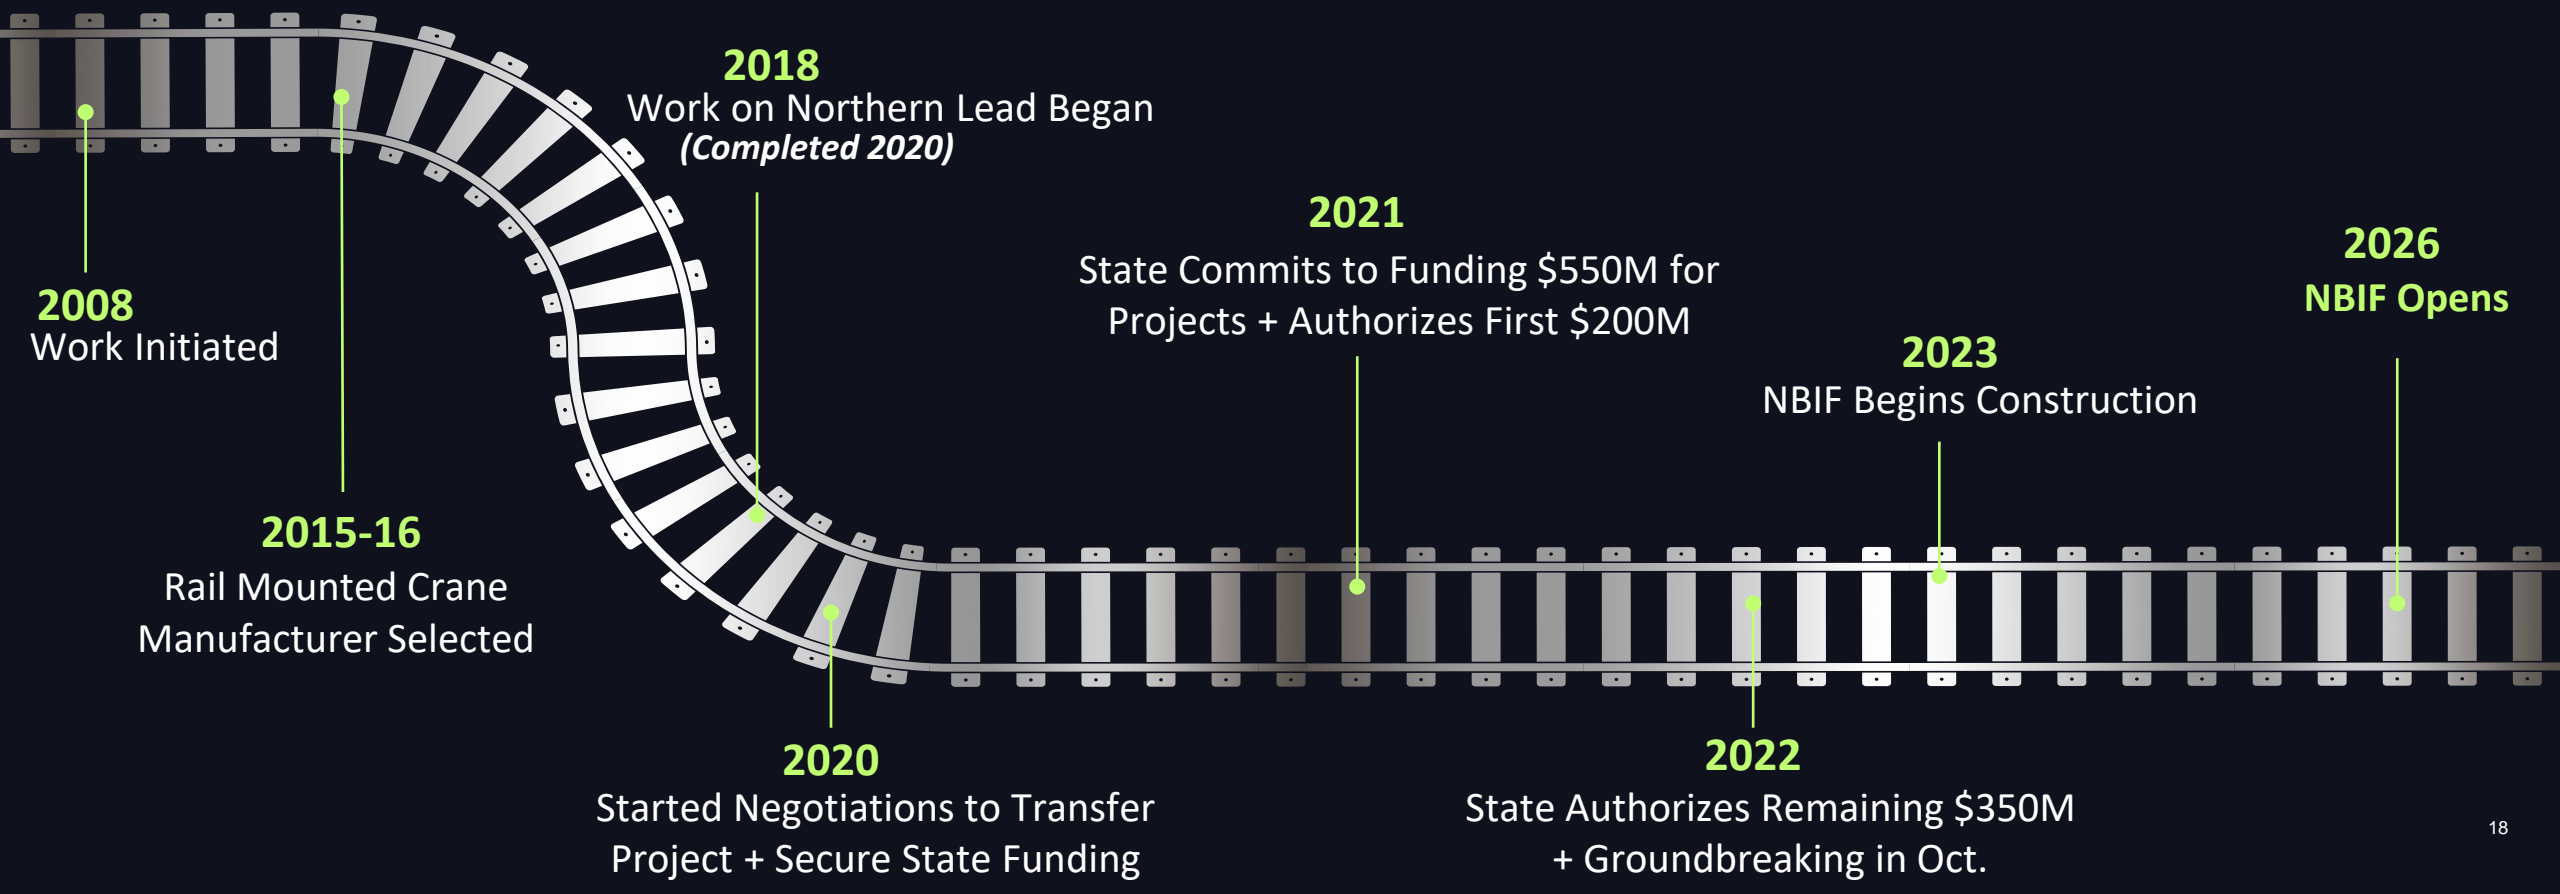 2008
Work Initiated
2015-16
Rail Mounted Crane
Manufacturer Selected
2018
Work on Northern Lead Began
(Completed 2020)
2020
Started Negotiations to Transfer
Project + Secure State Funding
2021
State Commits to Funding $550M for
Projects + Authorizes First $200M
2022
State Authorizes Remaining $350M
+ Groundbreaking in Oct.
2023
NBIF Begins Construction
2026
NBIF Opens
18